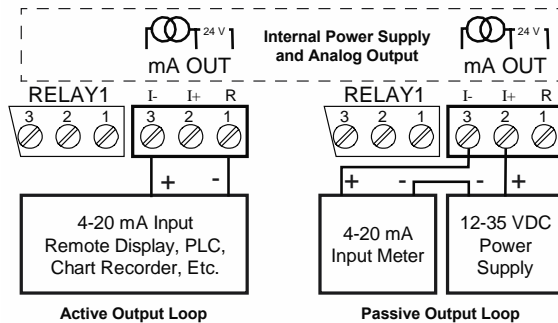 24 V
Internal Power Supply
and Analog Output
24 V
mA OUT
mA OUT
RELAY1
I- I+ R
RELAY1
I- I+ R
3 2 1
3 2 1
3 2 1
3 2 1
+ -
+ - - +
4-20 mA Input
Remote Display, PLC,
Chart Recorder, Etc.
4-20 mA
Input Meter
12-35 VDC
Power
Supply
Active Output Loop
Passive Output Loop